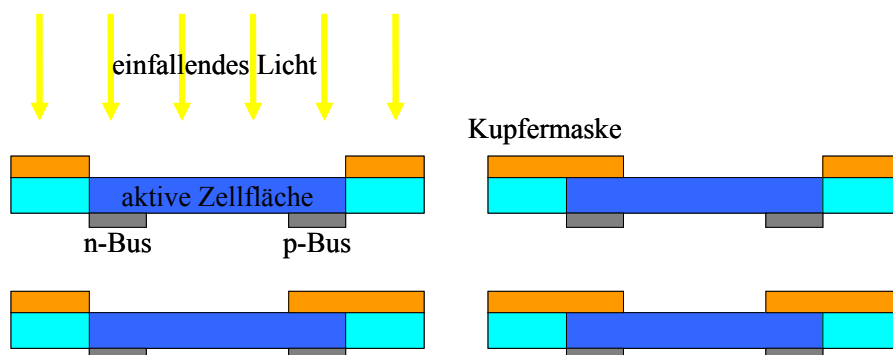 einfallendes Licht
Kupfermaske
aktive Zellfläche
n-Bus
p-Bus